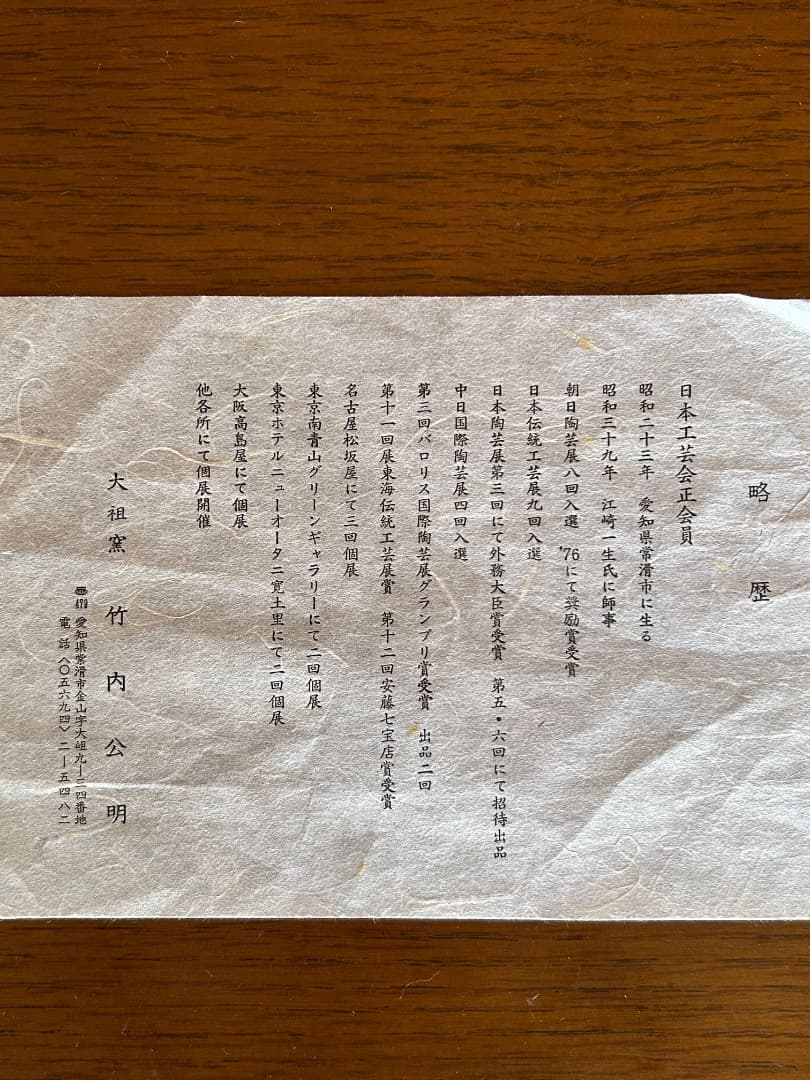 略歴
日本工芸会正会員
昭和二十三年 愛知県常滑市に生る
昭和三十九年 江崎一生氏に師事
朝日陶芸展八回入選 '76にて奨励賞受賞
日本伝統工芸展九回入選
日本陶芸展第三回にて外務大臣賞受賞 第五・六回にて招待出品
中日国際陶芸展四回入選
第三回バロリス国際陶芸展グランプリ賞受賞 出品二回
第十一回展東海伝統工芸展賞 第十二回安藤七宝店賞受賞
名古屋松坂屋にて三回個展
東京南青山グリーンギャラリーにて二回個展
東京ホテルニューオータニ寛土里にて二回個展
大阪高島屋にて個展
他各所にて個展開催
大祖窯 竹内公明
〒479 愛知県常滑市金山字大岨九ー三四番地
電話〈〇五六九四〉二ー五四八二